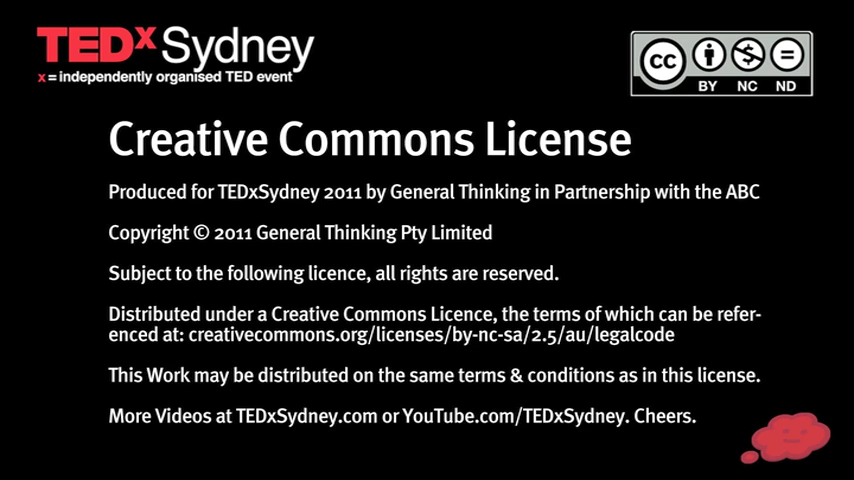 TEDxSydney
x = independently organised TED event
CC BY NC ND
Creative Commons License
Produced for TEDxSydney 2011 by General Thinking in Partnership with the ABC
Copyright © 2011 General Thinking Pty Limited
Subject to the following licence, all rights are reserved.
Distributed under a Creative Commons Licence, the terms of which can be refer-
enced at: creativecommons.org/licenses/by-nc-sa/2.5/au/legalcode
This Work may be distributed on the same terms & conditions as in this license.
More Videos at TEDxSydney.com or YouTube.com/TEDxSydney. Cheers.